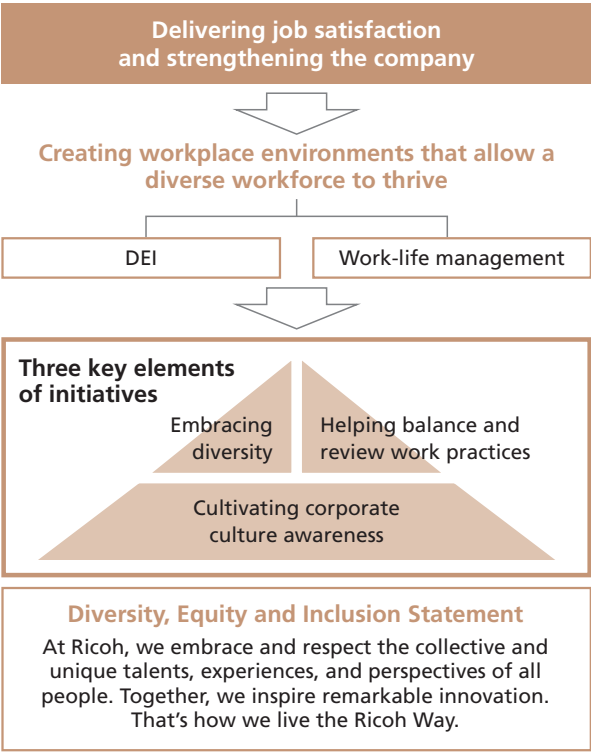 Delivering job satisfaction
and strengthening the company
Creating workplace environments that allow a
diverse workforce to thrive
DEI
Work-life management
Three key elements
of initiatives
Embracing
diversity
Helping balance and
review work practices
Cultivating corporate
culture awareness
Diversity, Equity and Inclusion Statement
At Ricoh, we embrace and respect the collective and
unique talents, experiences, and perspectives of all
people. Together, we inspire remarkable innovation.
That’s how we live the Ricoh Way.